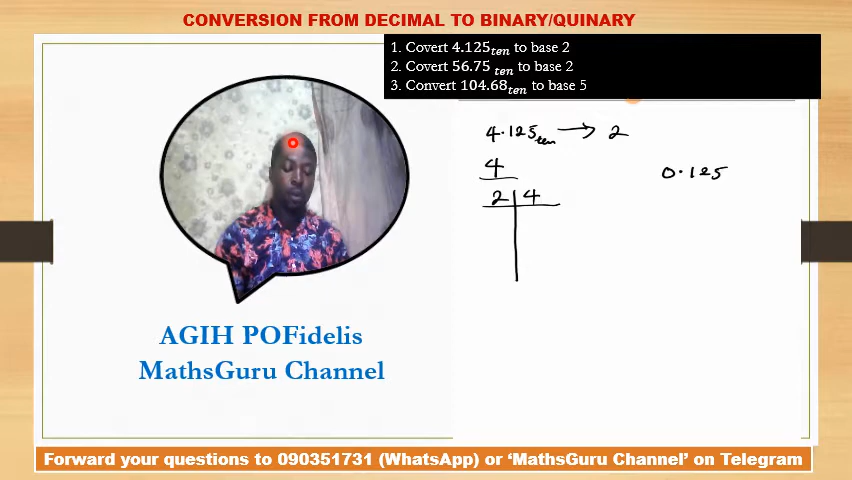 CONVERSION FROM DECIMAL TO BINARY/QUINARY
1. Covert 4.125ten to base 2
2. Covert 56.75 ten to base 2
3. Convert 104.68ten to base 5
4.125ten → 2
4
0.125
2 4
AGIH POFidelis
MathsGuru Channel
Forward your questions to 090351731 (WhatsApp) or ‘MathsGuru Channel’ on Telegram